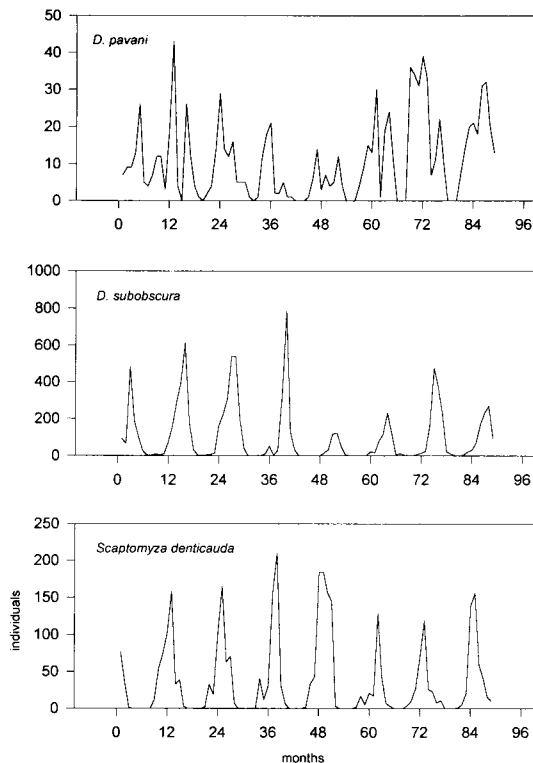 50
D. pavani
40
30
20
10
0
0 12 24 36 48 60 72 84 96
1000
D. subobscura
800
600
400
200
0
0 12 24 36 48 60 72 84 96
250
Scaptomyza denticauda
200
150
100
50
0
individuals
0 12 24 36 48 60 72 84 96
months